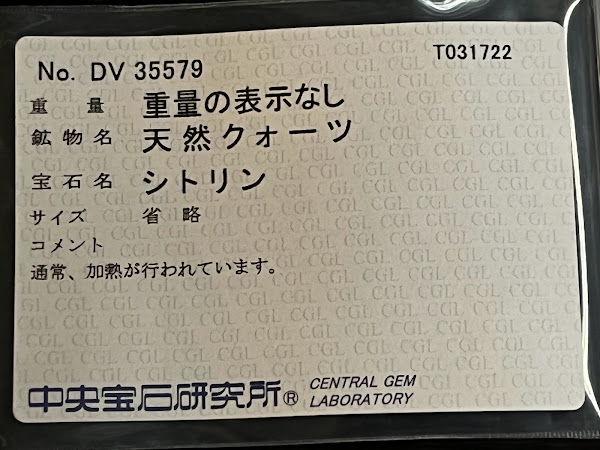 T031722
No. DV 35579
重量 重量の表示なし
鉱物名 天然クォーツ
宝石名 シトリン
サイズ 省略
コメント
通常、加熱が行われています。
中央宝石研究所® CENTRAL GEM
LABORATORY